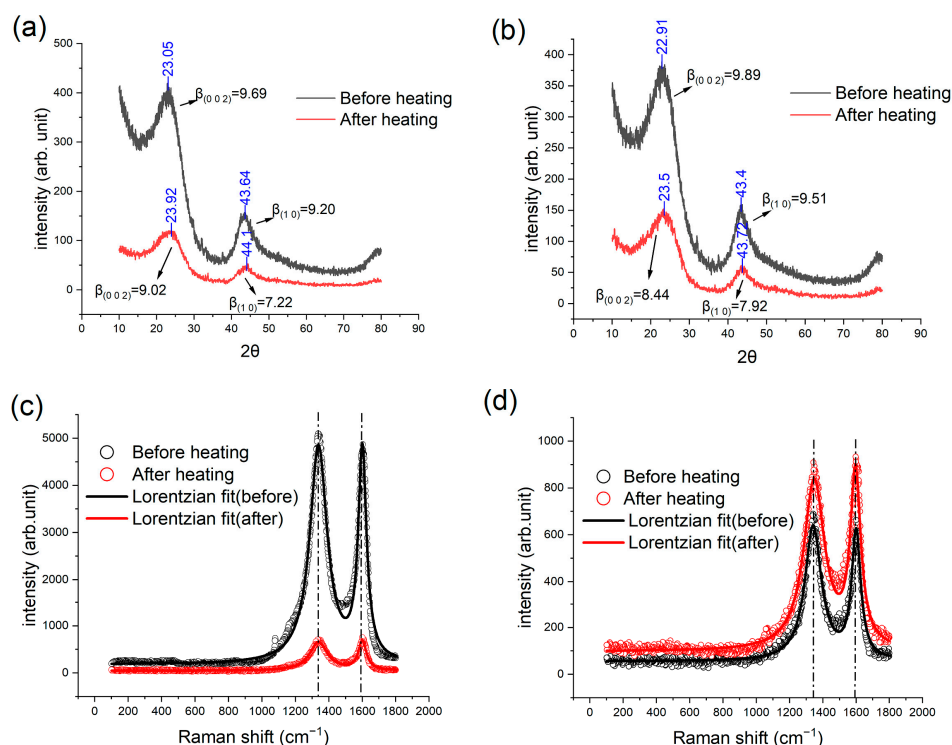 (a)
500
400
300
200
100
0
0 10 20 30 40 50 60 70 80 90
2θ
intensity (arb. unit)
23.05
β(0 0 2)=9.69
Before heating
After heating
43.64
β(1 0)=9.20
23.92
44.1
β(0 0 2)=9.02
β(1 0)=7.22
(b)
400
350
300
250
200
150
100
50
0
0 10 20 30 40 50 60 70 80 90
2θ
intensity (arb. unit)
22.91
β(0 0 2)=9.89
Before heating
After heating
43.4
β(1 0)=9.51
23.5
43.72
β(0 0 2)=8.44
β(1 0)=7.92
(c)
5000
4000
3000
2000
1000
0
0 200 400 600 800 1000 1200 1400 1600 1800 2000
Raman shift (cm⁻¹)
intensity (arb.unit)
Before heating
After heating
Lorentzian fit(before)
Lorentzian fit(after)
(d)
1000
800
600
400
200
0
0 200 400 600 800 1000 1200 1400 1600 1800 2000
Raman shift (cm⁻¹)
intensity (arb.unit)
Before heating
After heating
Lorentzian fit(before)
Lorentzian fit(after)